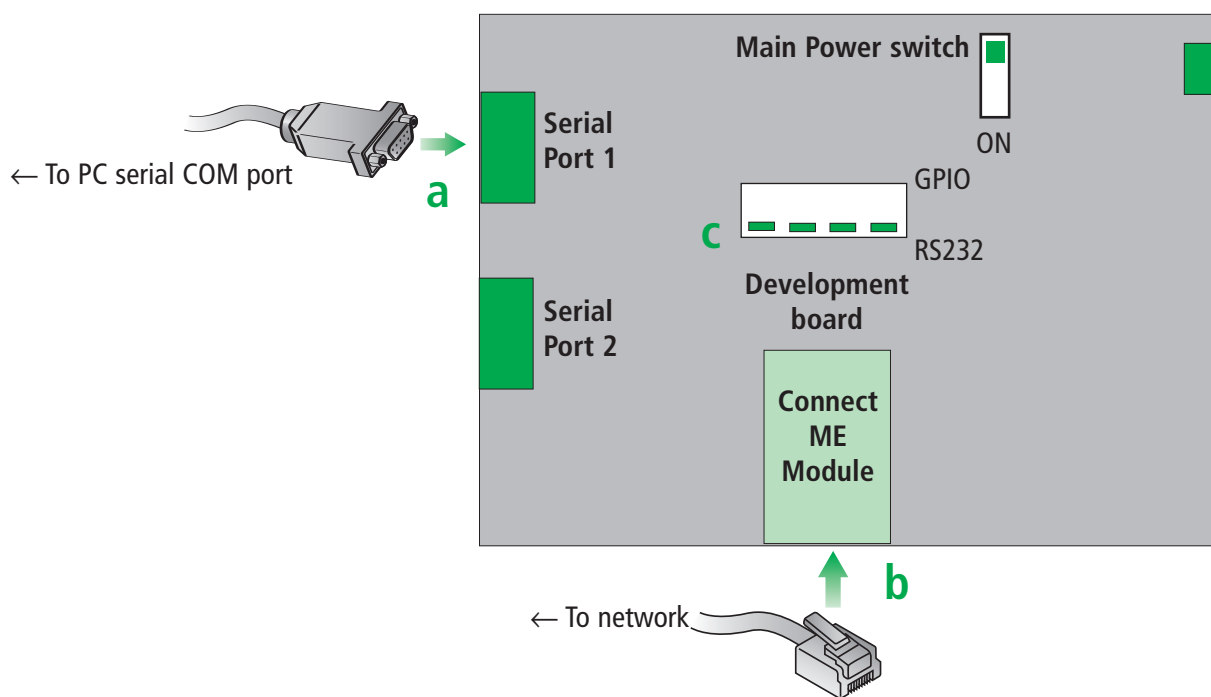 Main Power switch
ON
Serial
Port 1
a
← To PC serial COM port
GPIO
c
RS232
Development
board
Serial
Port 2
Connect
ME
Module
b
← To network